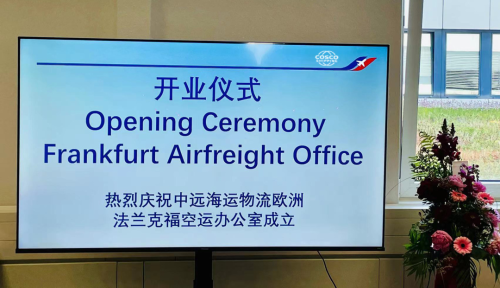 COSCO
开业仪式
Opening Ceremony
Frankfurt Airfreight Office
热烈庆祝中远海运物流欧洲
法兰克福空运办公室成立